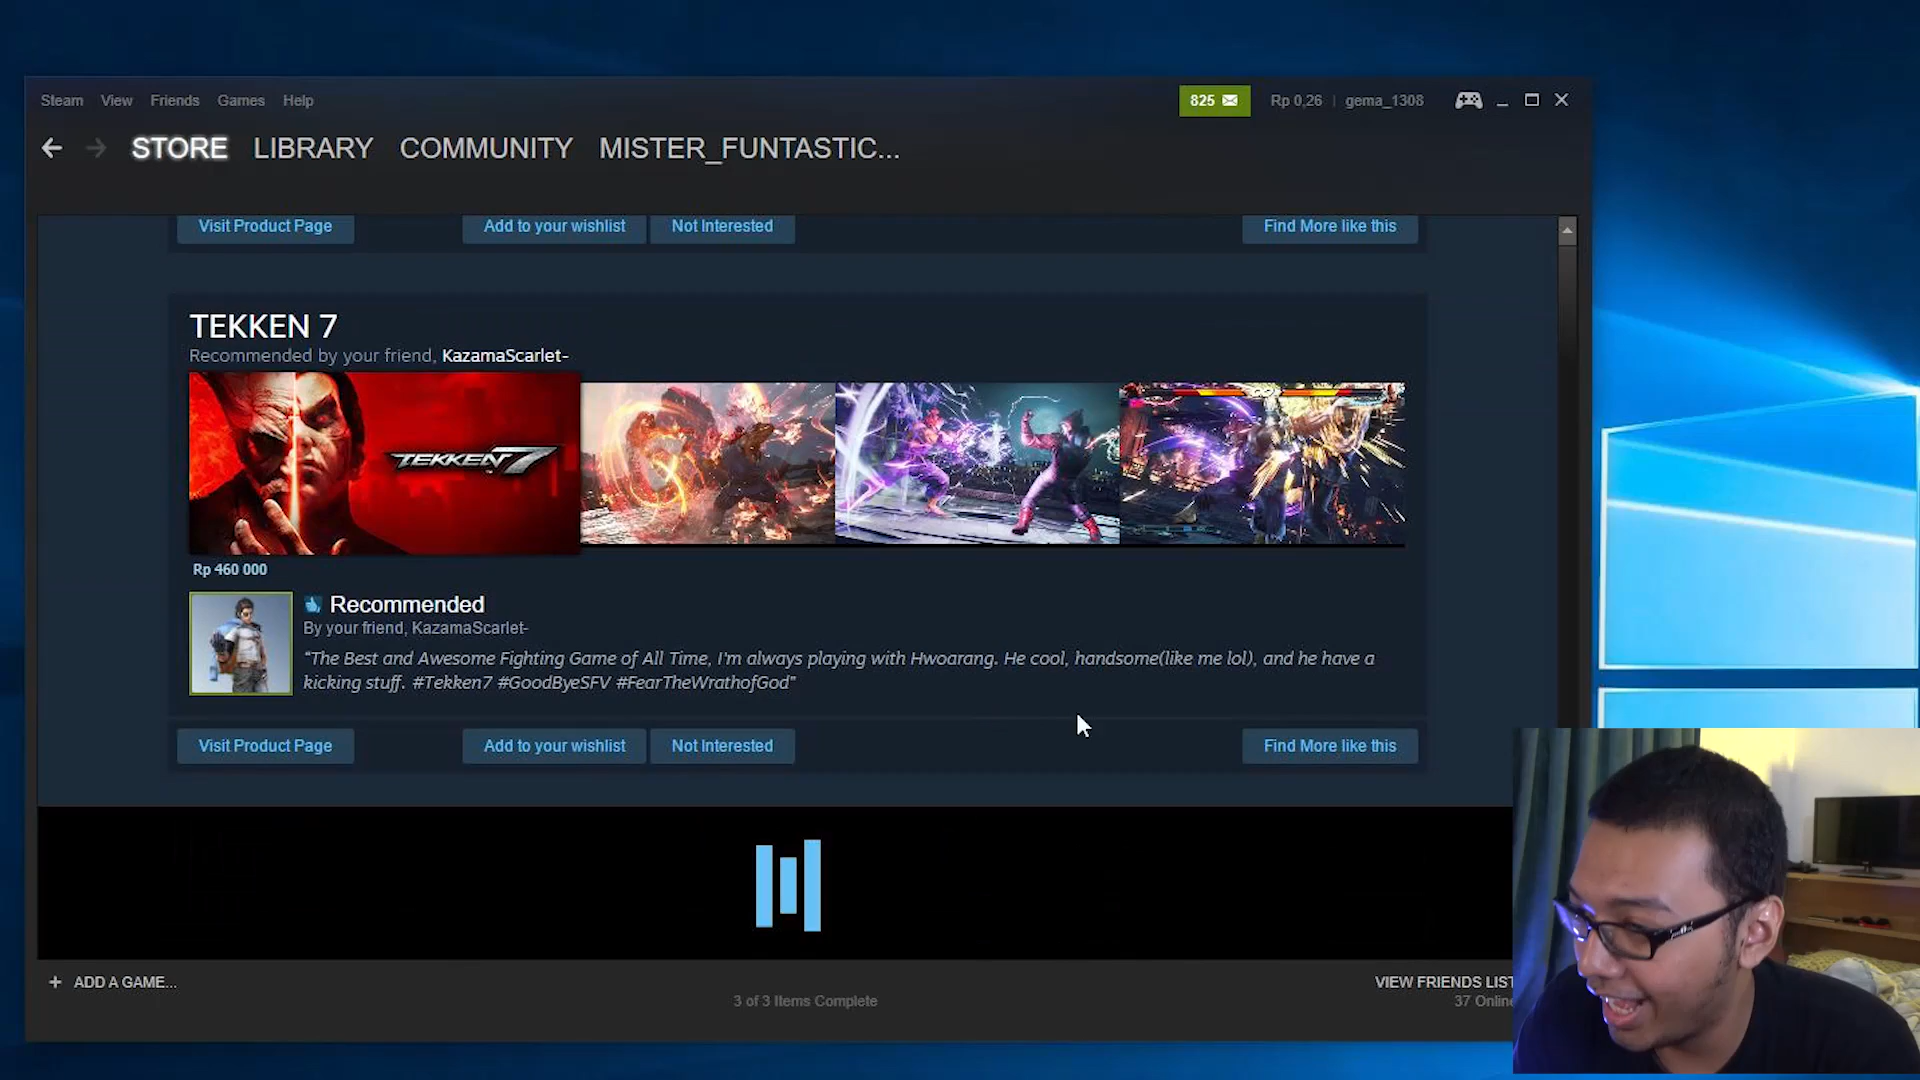 Steam View Friends Games Help 825 Rp 0,26 | gema_1308
STORE LIBRARY COMMUNITY MISTER_FUNTASTIC...
Visit Product Page Add to your wishlist Not Interested Find More like this
TEKKEN 7
Recommended by your friend, KazamaScarlet-
TEKKEN 7
Rp 460 000
Recommended
By your friend, KazamaScarlet-
"The Best and Awesome Fighting Game of All Time, I'm always playing with Hwoarang. He cool, handsome(like me lol), and he have a
kicking stuff. #Tekken7 #GoodByeSFV #FearTheWrathofGod"
Visit Product Page Add to your wishlist Not Interested Find More like this
+ ADD A GAME... VIEW FRIENDS LIST
3 of 3 Items Complete 37 Online